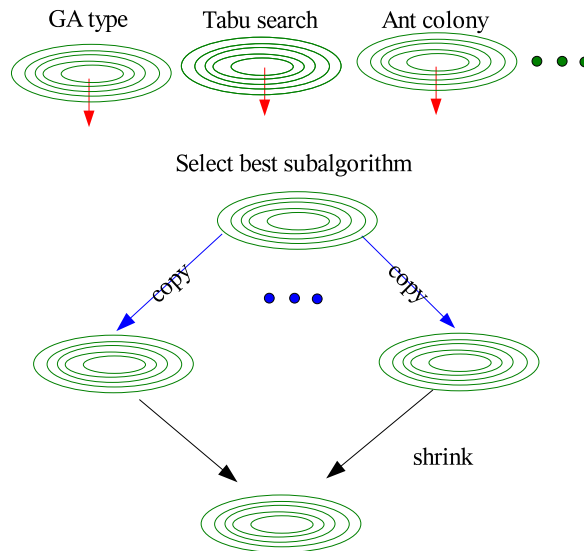 GA type
Tabu search
Ant colony
Select best subalgorithm
copy
copy
shrink